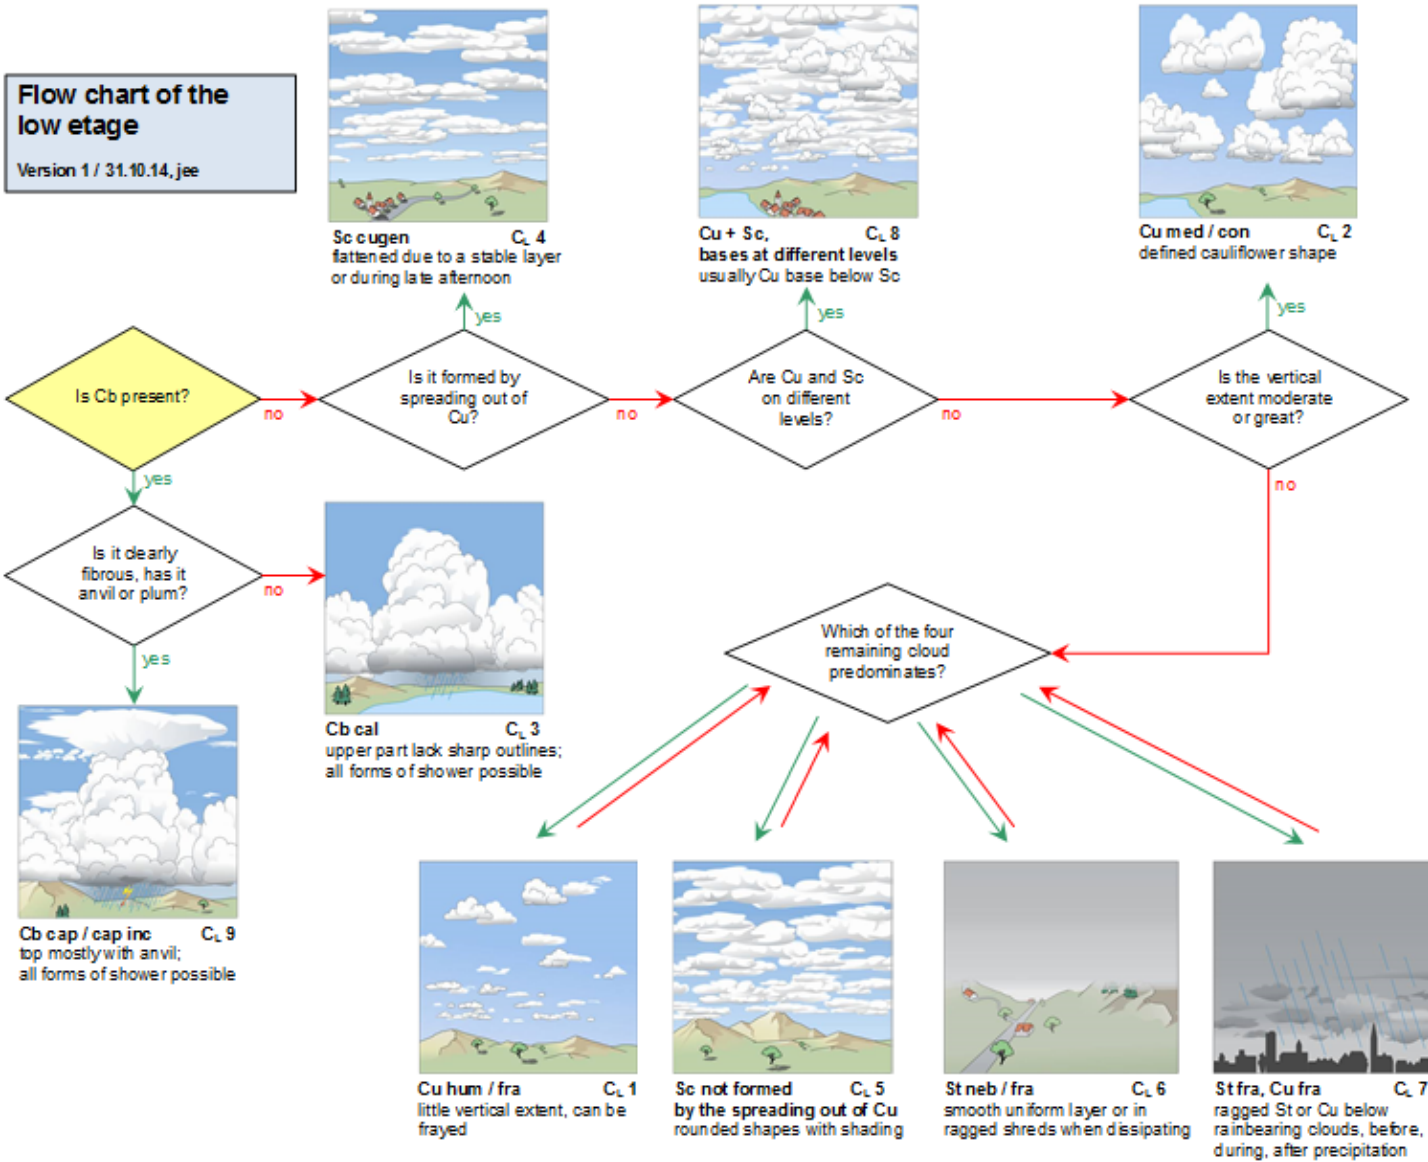 Flow chart of the
low etage
Version 1 / 31.10.14, jee
Sc cugen CL 4
flattened due to a stable layer
or during late afternoon
Cu + Sc, CL 8
bases at different levels
usually Cu base below Sc
Cu med / con CL 2
defined cauliflower shape
yes
yes
yes
Is Cb present?
no
Is it formed by
spreading out of
Cu?
no
Are Cu and Sc
on different
levels?
no
Is the vertical
extent moderate
or great?
yes
no
Is it clearly
fibrous, has it
anvil or plum?
no
yes
Which of the four
remaining cloud
predominates?
Cb cal CL 3
upper part lack sharp outlines;
all forms of shower possible
Cb cap / cap inc CL 9
top mostly with anvil;
all forms of shower possible
Cu hum / fra CL 1
little vertical extent, can be
frayed
Sc not formed CL 5
by the spreading out of Cu
rounded shapes with shading
St neb / fra CL 6
smooth uniform layer or in
ragged shreds when dissipating
St fra, Cu fra CL 7
ragged St or Cu below
rainbearing clouds, before,
during, after precipitation